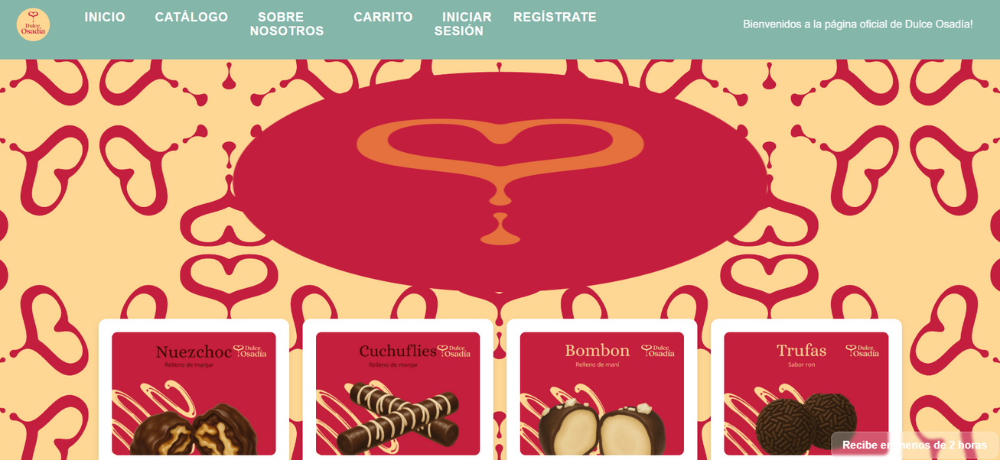 Dulce
Osadía
INICIO
CATÁLOGO
SOBRE
NOSOTROS
CARRITO
INICIAR
SESIÓN
REGÍSTRATE
Bienvenidos a la página oficial de Dulce Osadía!
Nuezchoc
Dulce
Osadía
Relleno de manjar
Cuchuflies
Dulce
Osadía
Relleno de manjar
Bombon
Dulce
Osadía
Relleno de maní
Trufas
Dulce
Osadía
Sabor ron
Recibe en menos de 2 horas